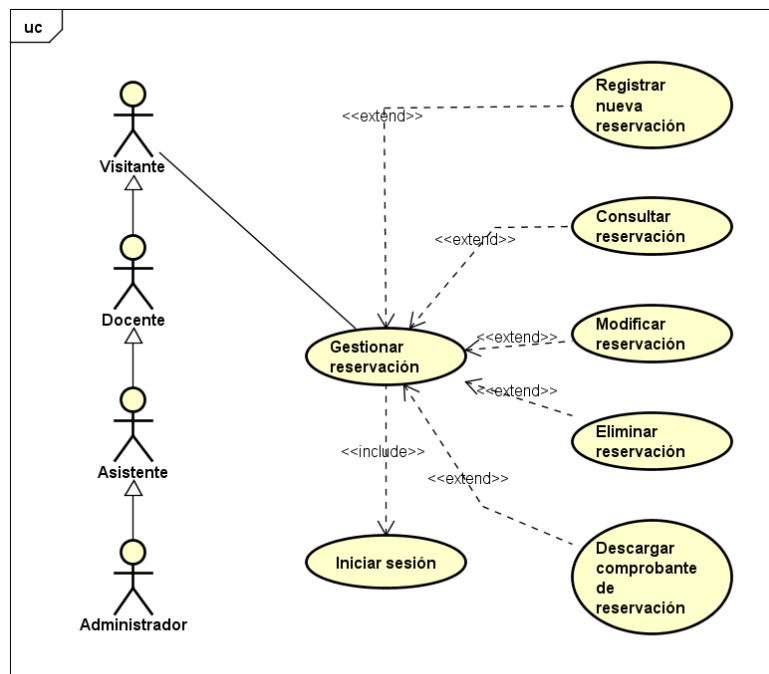 uc
Visitante
Docente
Asistente
Administrador
<<extend>>
Registrar
nueva
reservación
<<extend>>
Consultar
reservación
<<extend>>
Modificar
reservación
Gestionar
reservación
<<extend>>
Eliminar
reservación
<<include>>
<<extend>>
Iniciar sesión
Descargar
comprobante
de
reservación